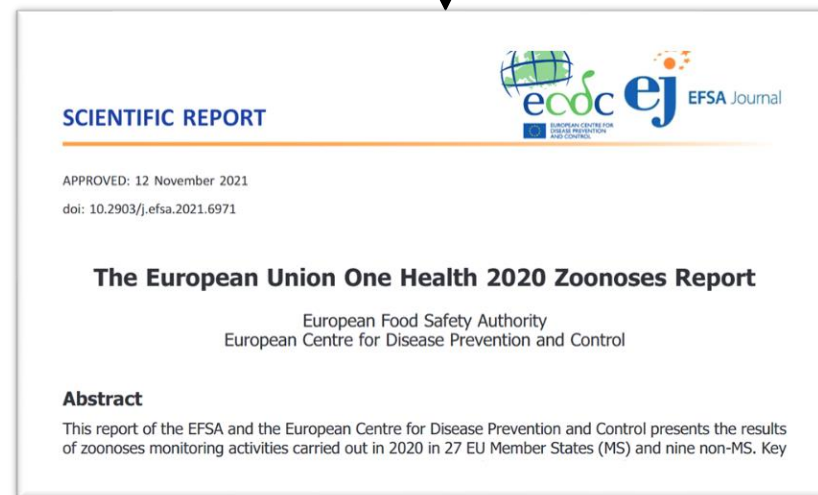 SCIENTIFIC REPORT
ecdc
EUROPEAN CENTRE FOR
DISEASE PREVENTION
AND CONTROL
ej EFSA Journal
APPROVED: 12 November 2021
doi: 10.2903/j.efsa.2021.6971
The European Union One Health 2020 Zoonoses Report
European Food Safety Authority
European Centre for Disease Prevention and Control
Abstract
This report of the EFSA and the European Centre for Disease Prevention and Control presents the results
of zoonoses monitoring activities carried out in 2020 in 27 EU Member States (MS) and nine non-MS. Key